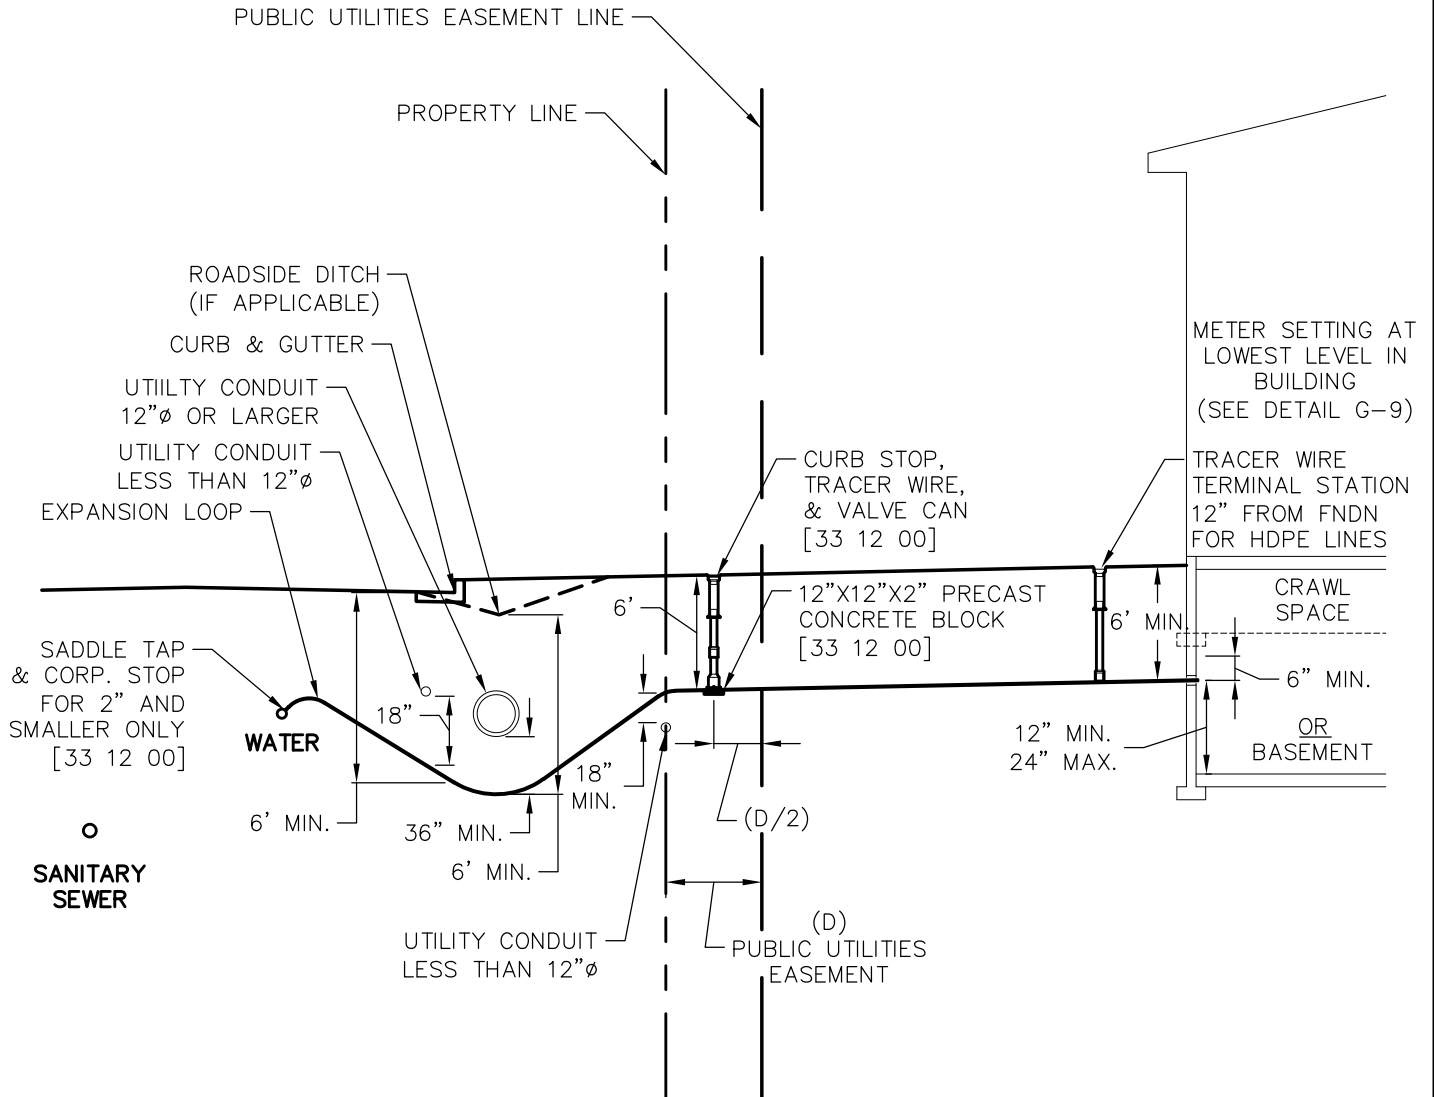 PUBLIC UTILITIES EASEMENT LINE
PROPERTY LINE
ROADSIDE DITCH
(IF APPLICABLE)
CURB & GUTTER
UTIILTY CONDUIT
12"ø OR LARGER
UTILITY CONDUIT
LESS THAN 12"ø
EXPANSION LOOP
METER SETTING AT
LOWEST LEVEL IN
BUILDING
(SEE DETAIL G-9)
CURB STOP,
TRACER WIRE,
& VALVE CAN
[33 12 00]
TRACER WIRE
TERMINAL STATION
12" FROM FNDN
FOR HDPE LINES
6'
12"X12"X2" PRECAST
CONCRETE BLOCK
[33 12 00]
6' MIN.
CRAWL
SPACE
SADDLE TAP
& CORP. STOP
FOR 2" AND
SMALLER ONLY
[33 12 00]
WATER
18"
6" MIN.
12" MIN.
24" MAX.
OR
BASEMENT
18"
MIN.
6' MIN.
36" MIN.
(D/2)
6' MIN.
SANITARY
SEWER
UTILITY CONDUIT
LESS THAN 12"ø
(D)
PUBLIC UTILITIES
EASEMENT